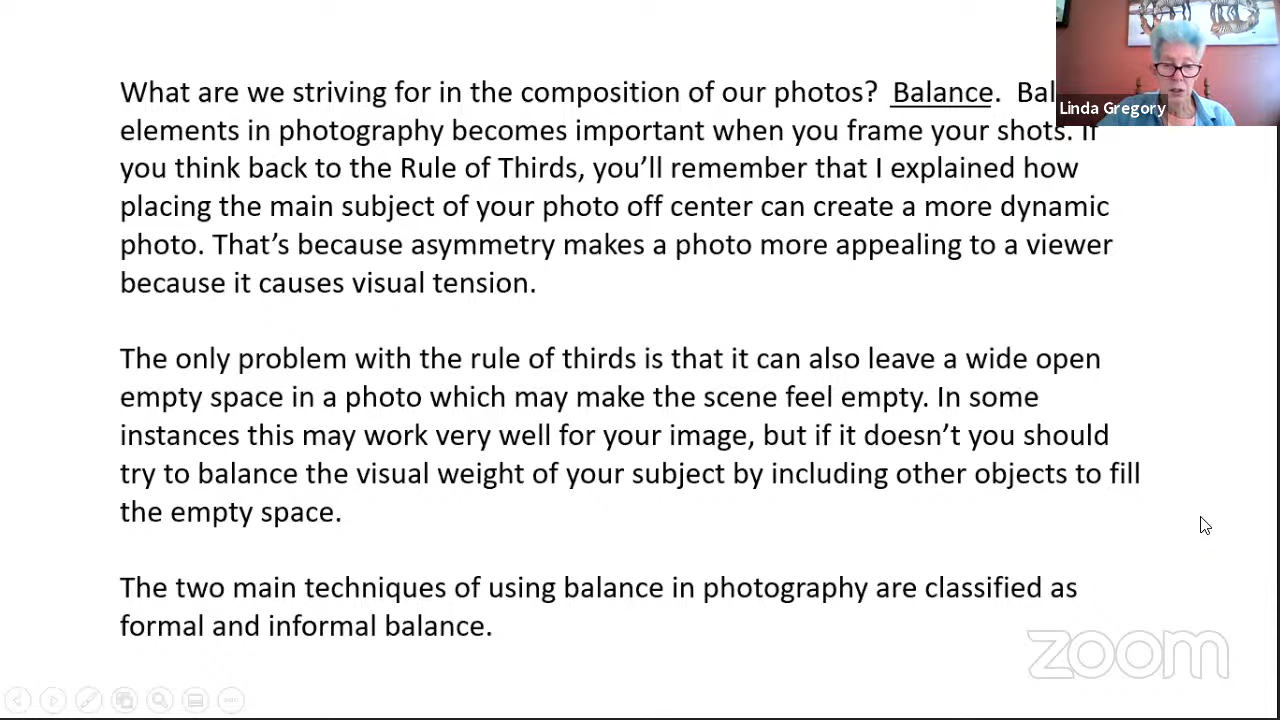 What are we striving for in the composition of our photos? Balance. Bal
Linda Gregory
elements in photography becomes important when you frame your shots. If
you think back to the Rule of Thirds, you’ll remember that I explained how
placing the main subject of your photo off center can create a more dynamic
photo. That’s because asymmetry makes a photo more appealing to a viewer
because it causes visual tension.
The only problem with the rule of thirds is that it can also leave a wide open
empty space in a photo which may make the scene feel empty. In some
instances this may work very well for your image, but if it doesn’t you should
try to balance the visual weight of your subject by including other objects to fill
the empty space.
The two main techniques of using balance in photography are classified as
formal and informal balance.
zoom